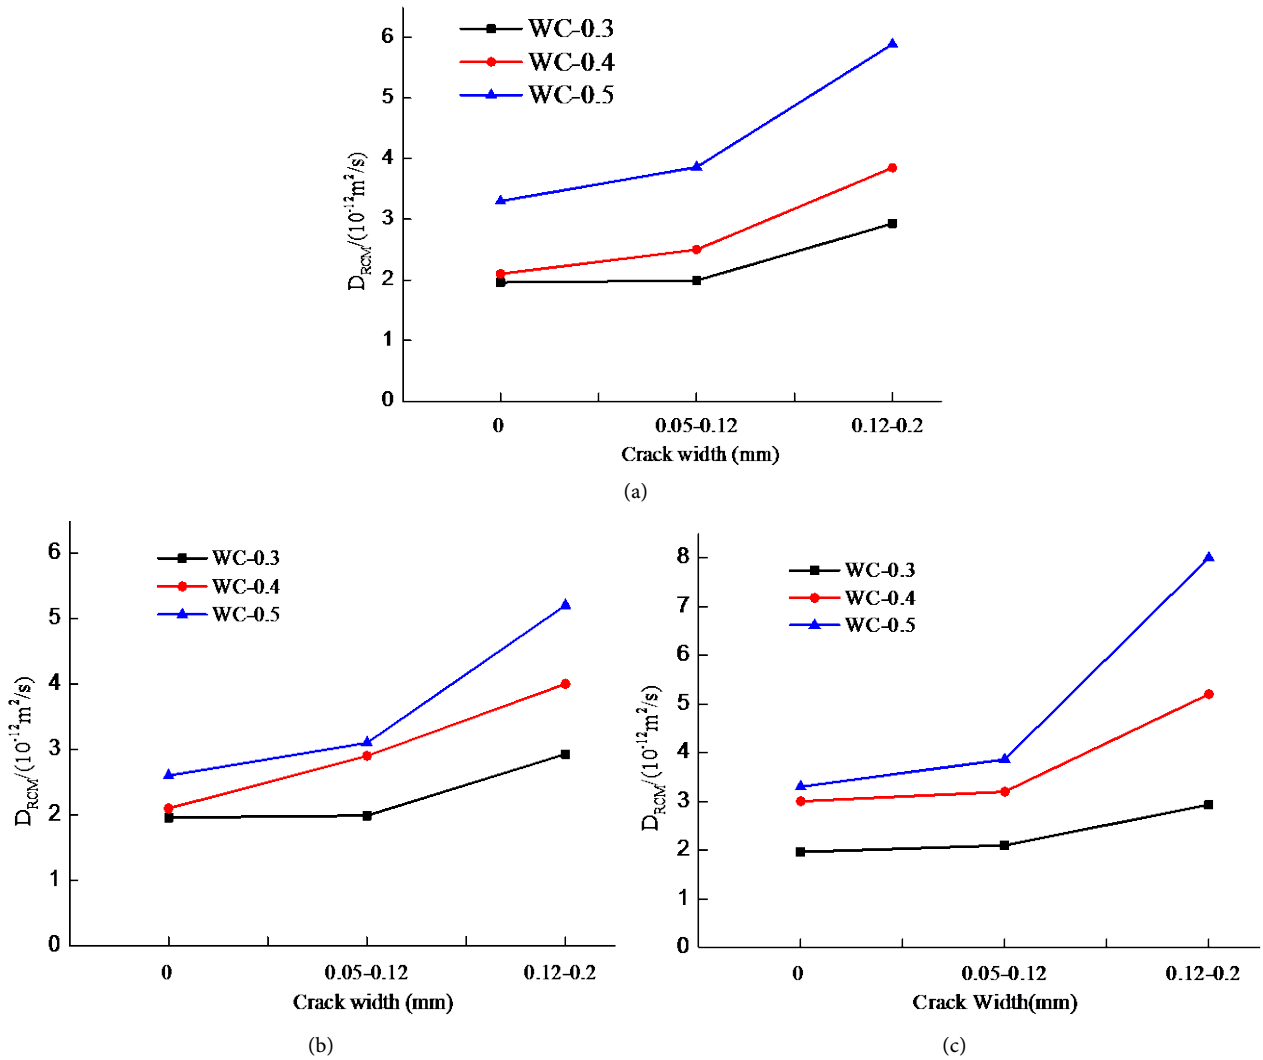 WC-0.3
WC-0.4
WC-0.5
D_RCM/(10^-12 m^2/s)
6
5
4
3
2
1
0
0 0.05-0.12 0.12-0.2
Crack width (mm)
(a)
WC-0.3
WC-0.4
WC-0.5
D_RCM/(10^-12 m^2/s)
6
5
4
3
2
1
0
0 0.05-0.12 0.12-0.2
Crack width (mm)
(b)
WC-0.3
WC-0.4
WC-0.5
D_RCM/(10^-12 m^2/s)
8
7
6
5
4
3
2
1
0
0 0.05-0.12 0.12-0.2
Crack Width(mm)
(c)